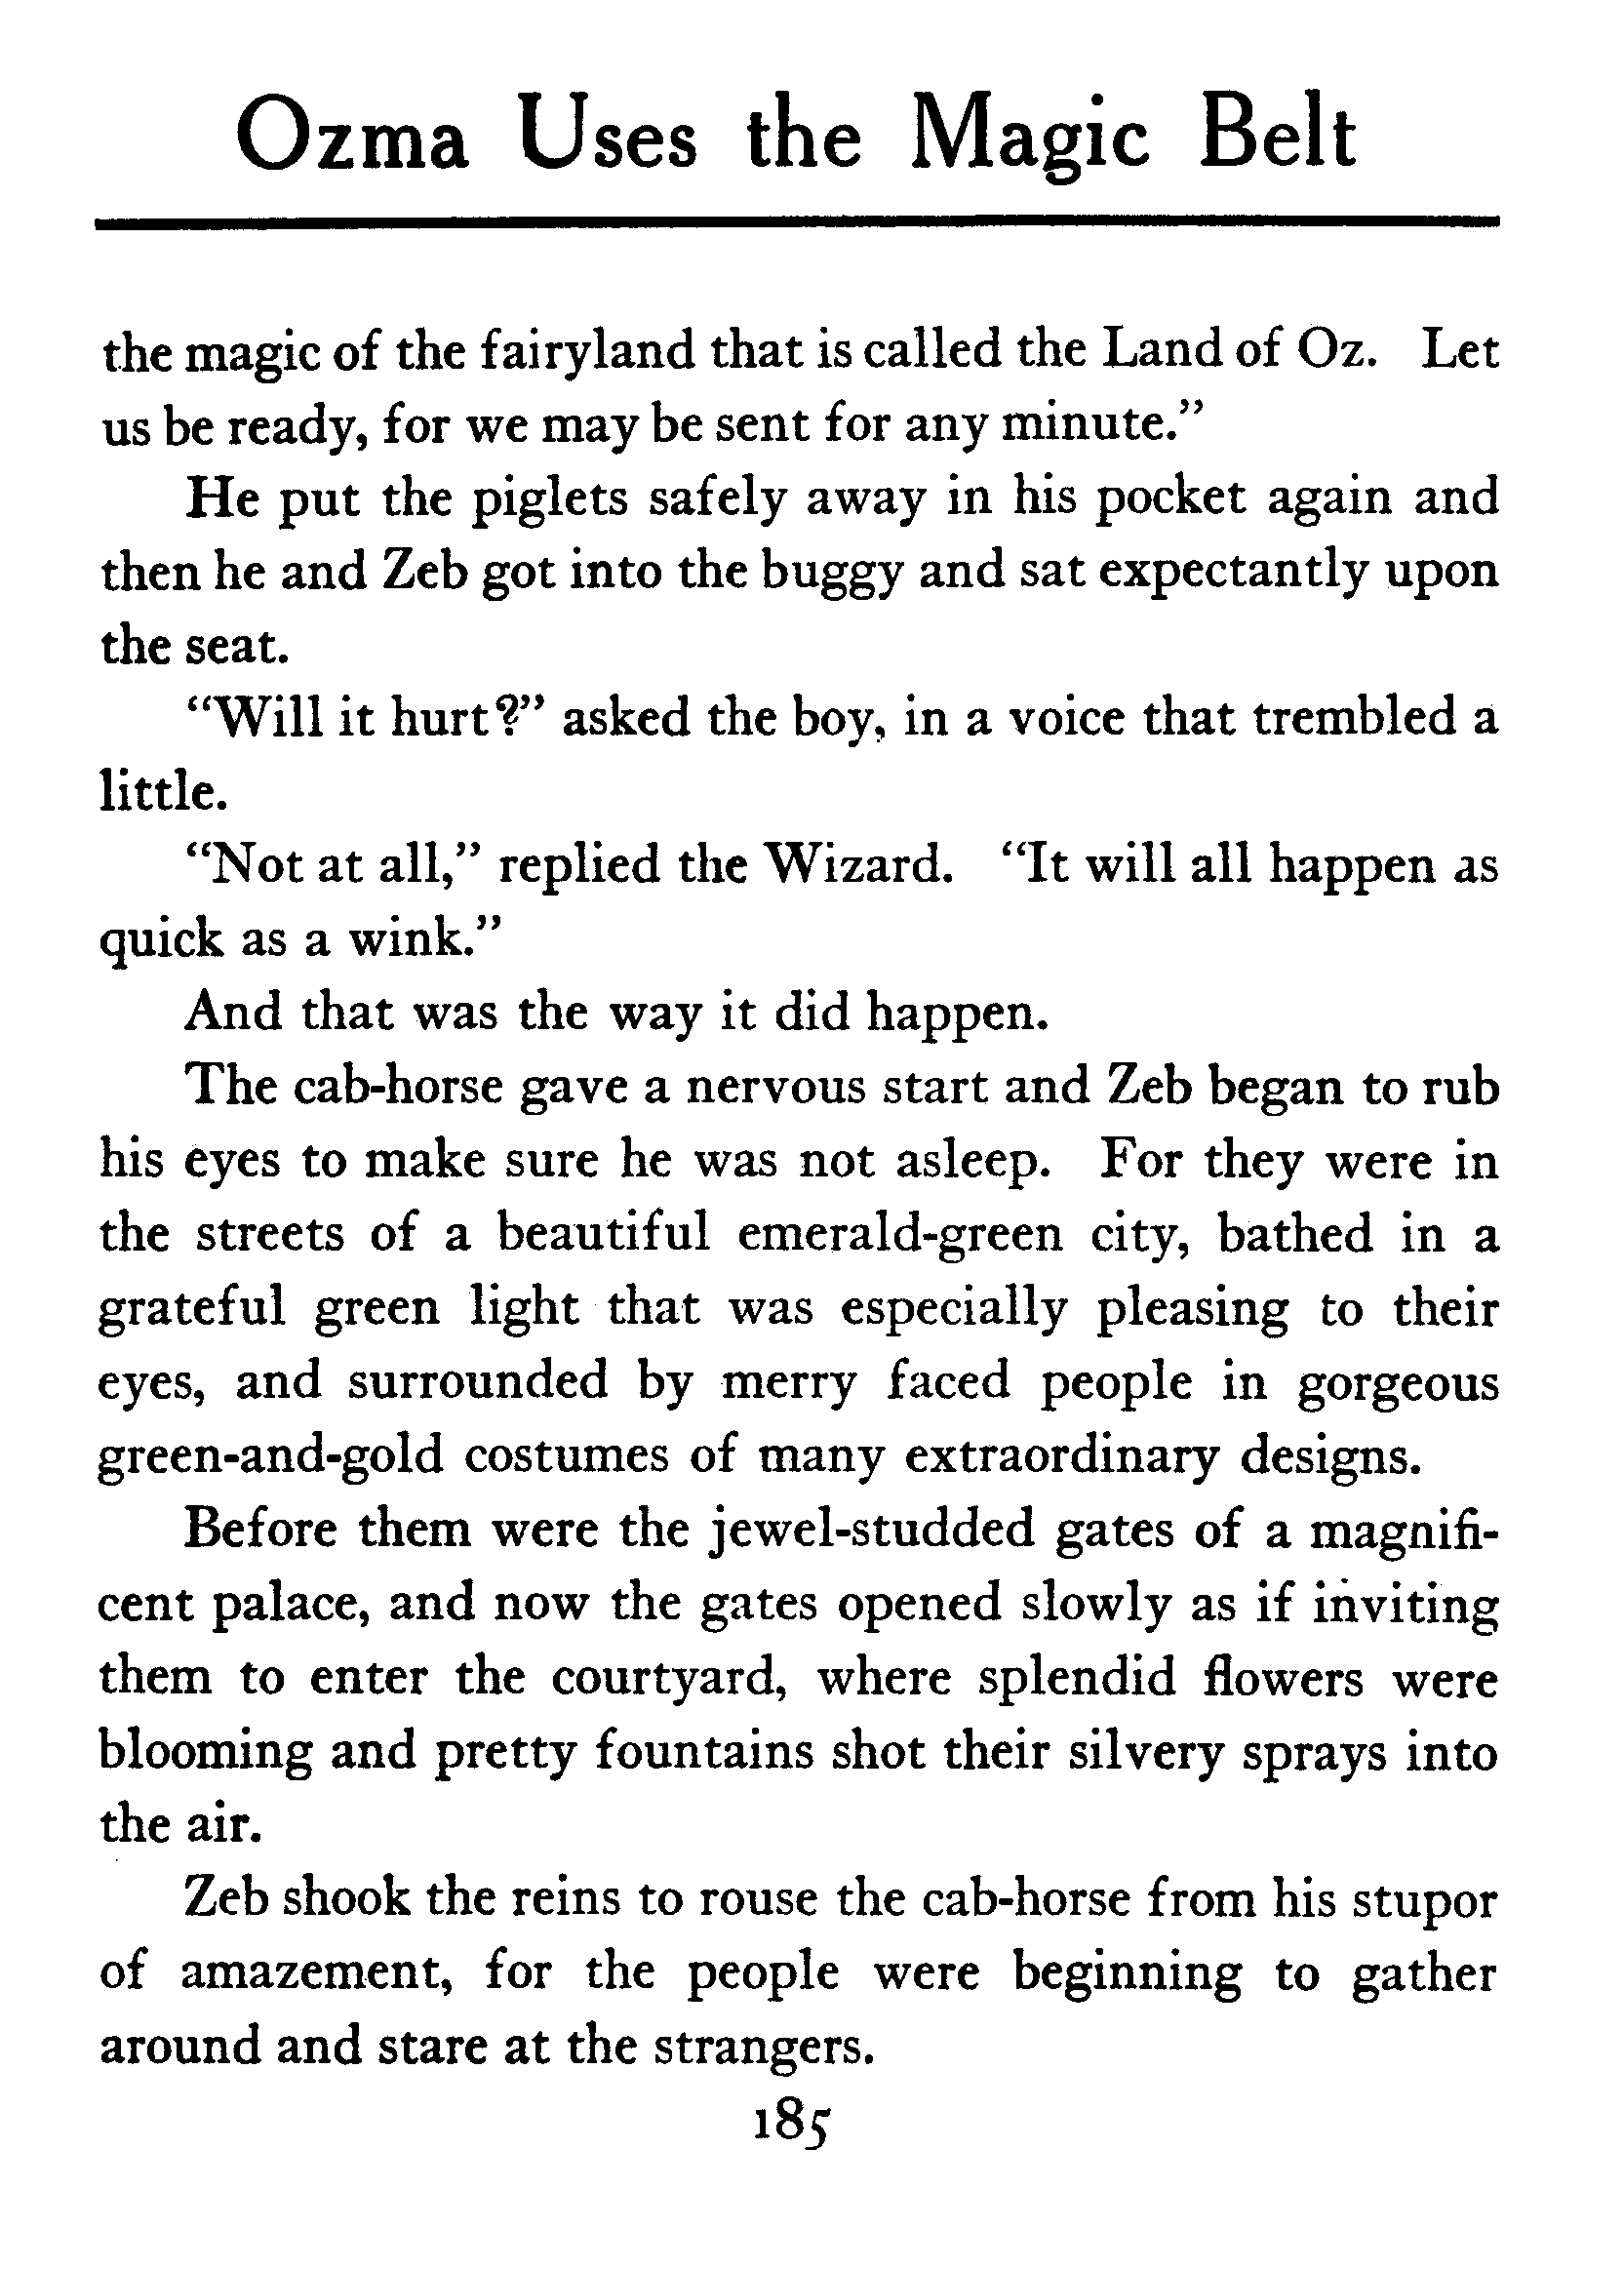 Ozma Uses the Magic Belt
the magic of the fairyland that is called the Land of Oz. Let
us be ready, for we may be sent for any minute.”
He put the piglets safely away in his pocket again and
then he and Zeb got into the buggy and sat expectantly upon
the seat.
“Will it hurt?” asked the boy, in a voice that trembled a
little.
“Not at all,” replied the Wizard. “It will all happen as
quick as a wink.”
And that was the way it did happen.
The cab-horse gave a nervous start and Zeb began to rub
his eyes to make sure he was not asleep. For they were in
the streets of a beautiful emerald-green city, bathed in a
grateful green light that was especially pleasing to their
eyes, and surrounded by merry faced people in gorgeous
green-and-gold costumes of many extraordinary designs.
Before them were the jewel-studded gates of a magnifi-
cent palace, and now the gates opened slowly as if inviting
them to enter the courtyard, where splendid flowers were
blooming and pretty fountains shot their silvery sprays into
the air.
Zeb shook the reins to rouse the cab-horse from his stupor
of amazement, for the people were beginning to gather
around and stare at the strangers.
185